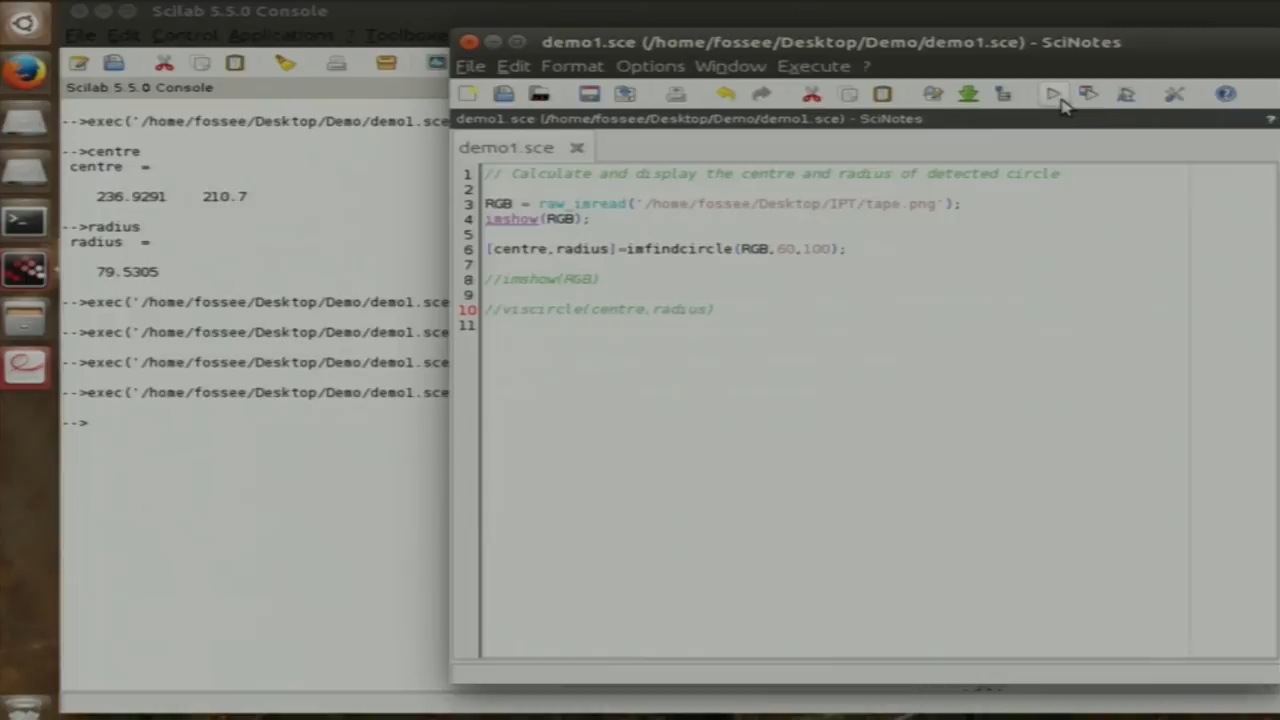 Scilab 5.5.0 Console
File Edit Control Applications ? Toolboxe
Scilab 5.5.0 Console
-->exec('/home/fossee/Desktop/Demo/demo1.sce
-->centre
centre =
236.9291 210.7
-->radius
radius =
79.5305
-->exec('/home/fossee/Desktop/Demo/demo1.sce
-->exec('/home/fossee/Desktop/Demo/demo1.sce
-->exec('/home/fossee/Desktop/Demo/demo1.sce
-->exec('/home/fossee/Desktop/Demo/demo1.sce
-->
demo1.sce (/home/fossee/Desktop/Demo/demo1.sce) - SciNotes
File Edit Format Options Window Execute ?
demo1.sce (/home/fossee/Desktop/Demo/demo1.sce) - SciNotes ?
demo1.sce
1 // Calculate and display the centre and radius of detected circle
2
3 RGB = raw_imread('/home/fossee/Desktop/IPT/tape.png');
4 imshow(RGB);
5
6 [centre,radius]=imfindcircle(RGB,60,100);
7
8 //imshow(RGB)
9
10 //viscircle(centre,radius)
11